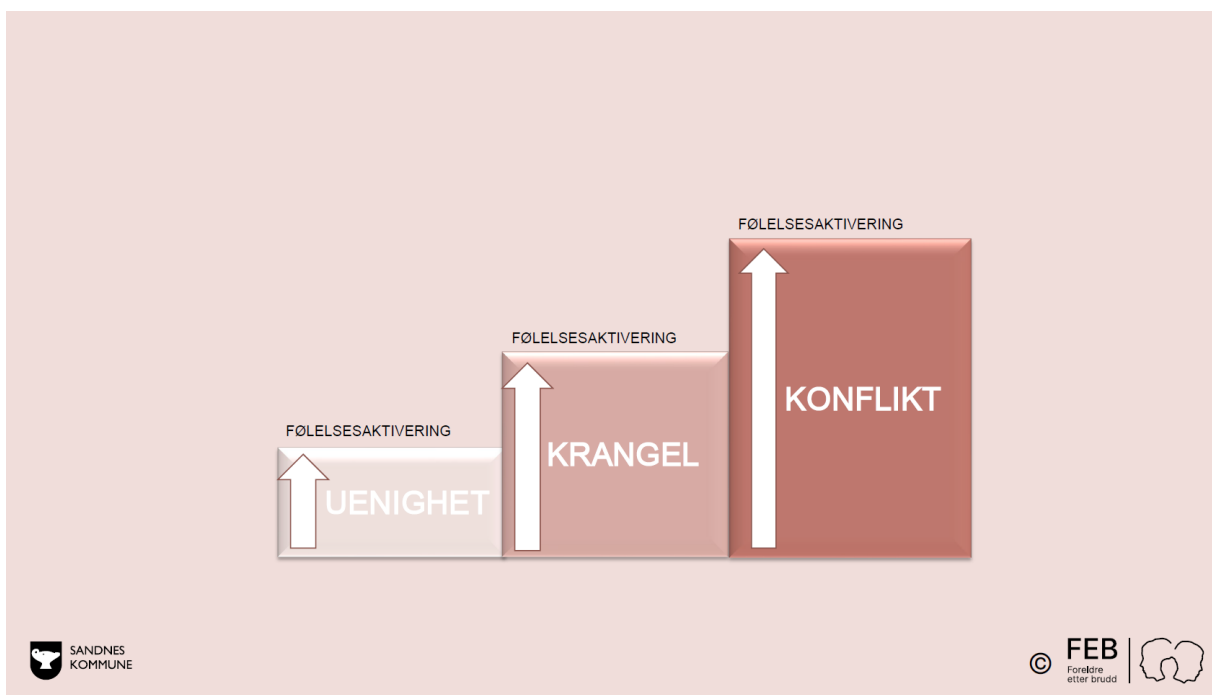 FØLELSESAKTIVERING
KONFLIKT
FØLELSESAKTIVERING
KRANGEL
FØLELSESAKTIVERING
UENIGHET
SANDNES
KOMMUNE
© FEB
Foreldre
etter brudd